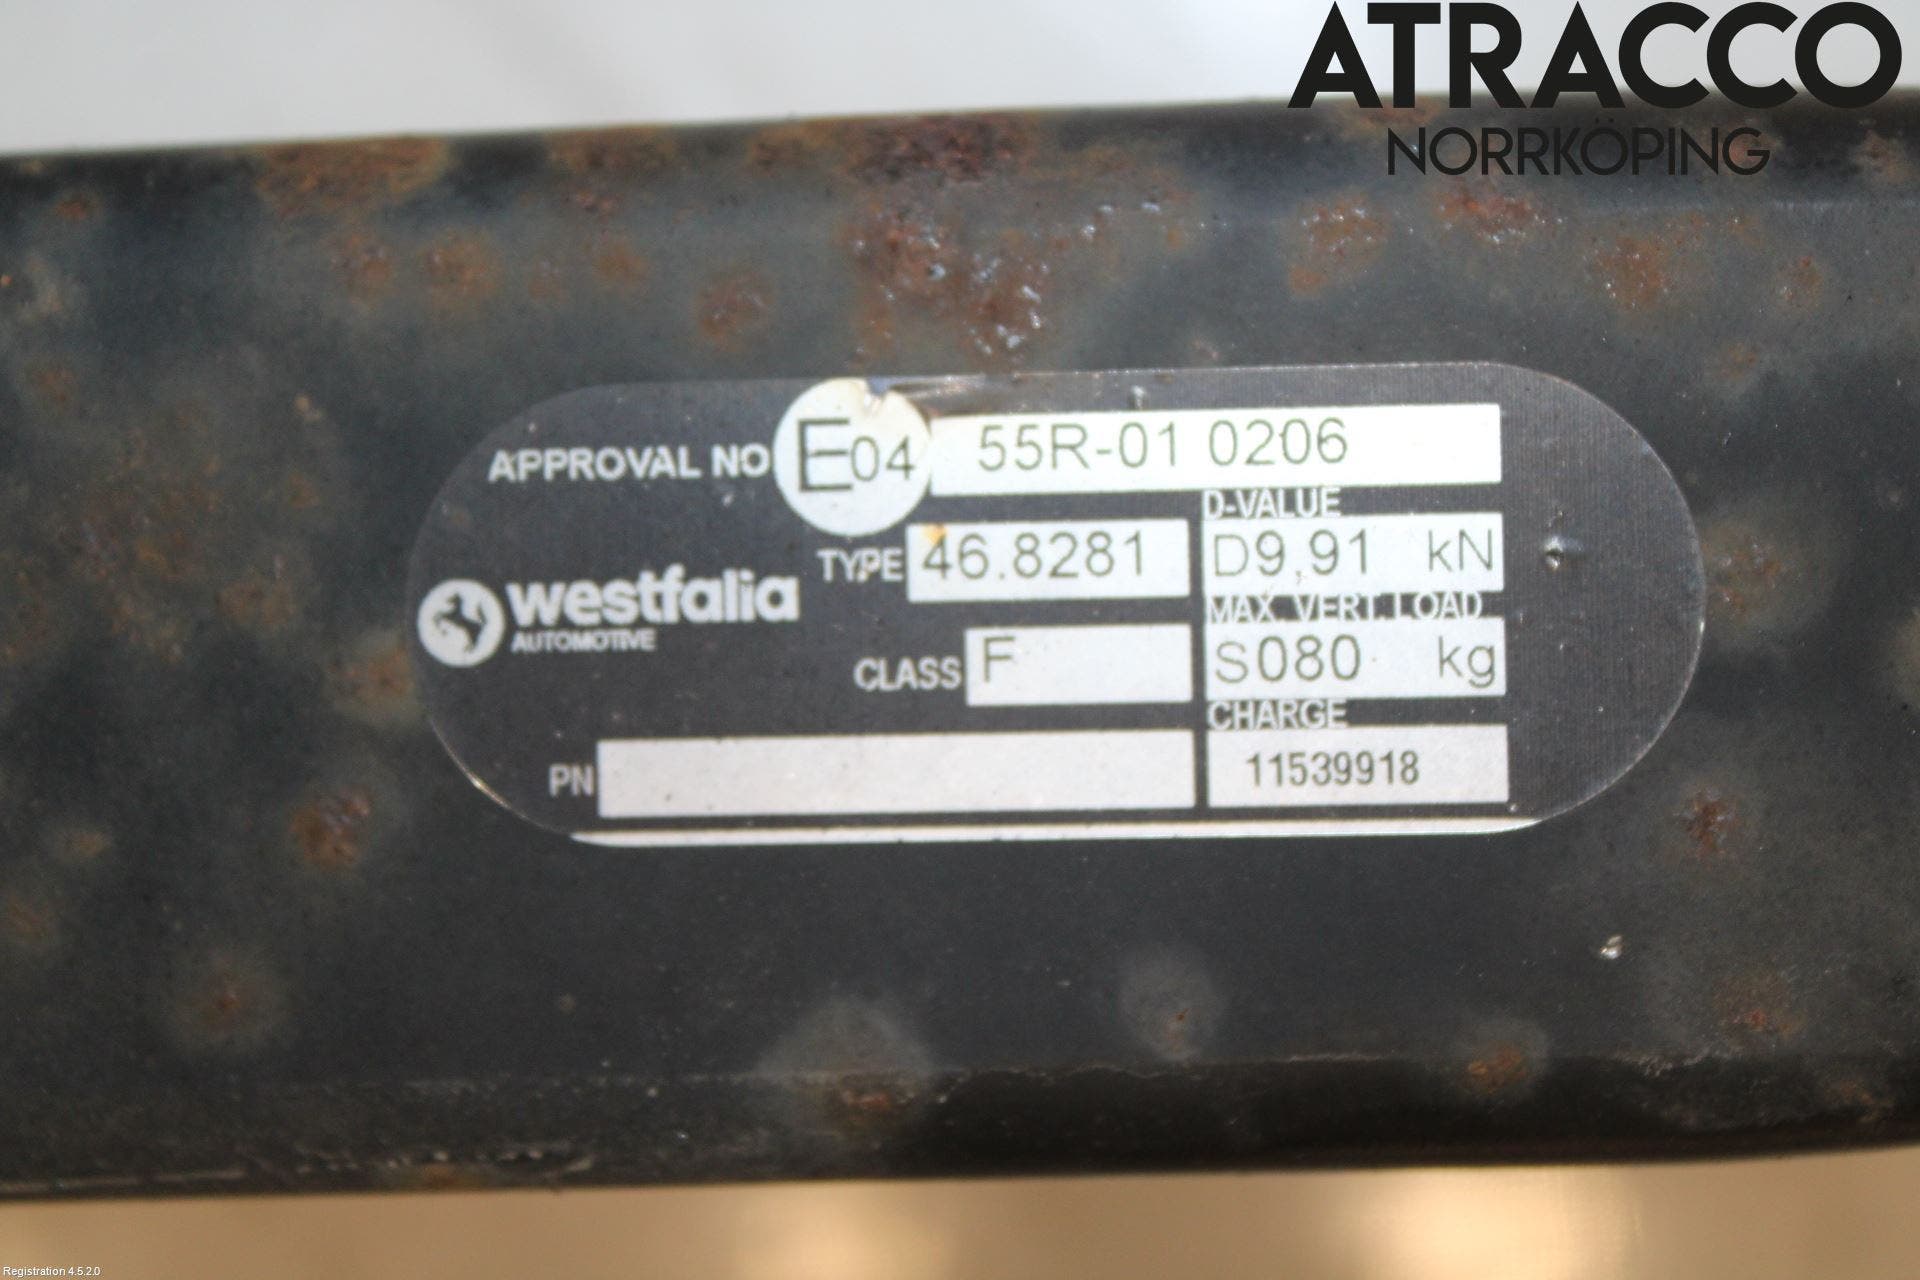 ATRACCO
NORRKÖPING
APPROVAL NO E04 55R-01 0206
D-VALUE
TYPE 46.8281 D9,91 kN
westfalia
AUTOMOTIVE
MAX. VERT. LOAD
CLASS F S080 kg
CHARGE
PN 11539918
Registration 4.5.2.0